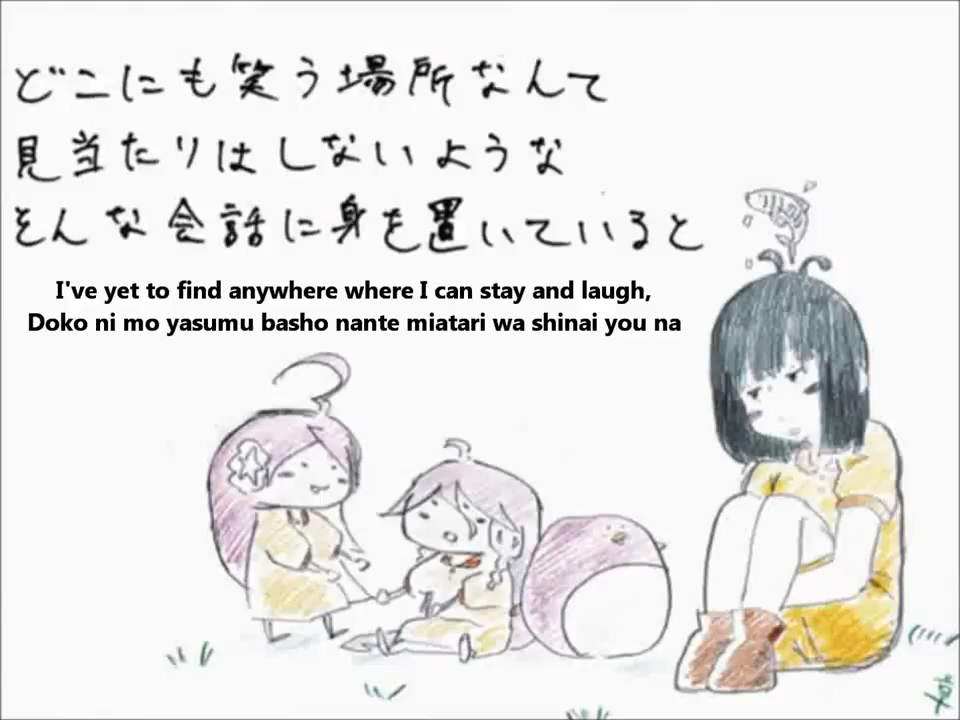 どこにも笑う場所なんて
見当たりはしないような
そんな会話に身を置いていると
I've yet to find anywhere where I can stay and laugh,
Doko ni mo yasumu basho nante miatari wa shinai you na